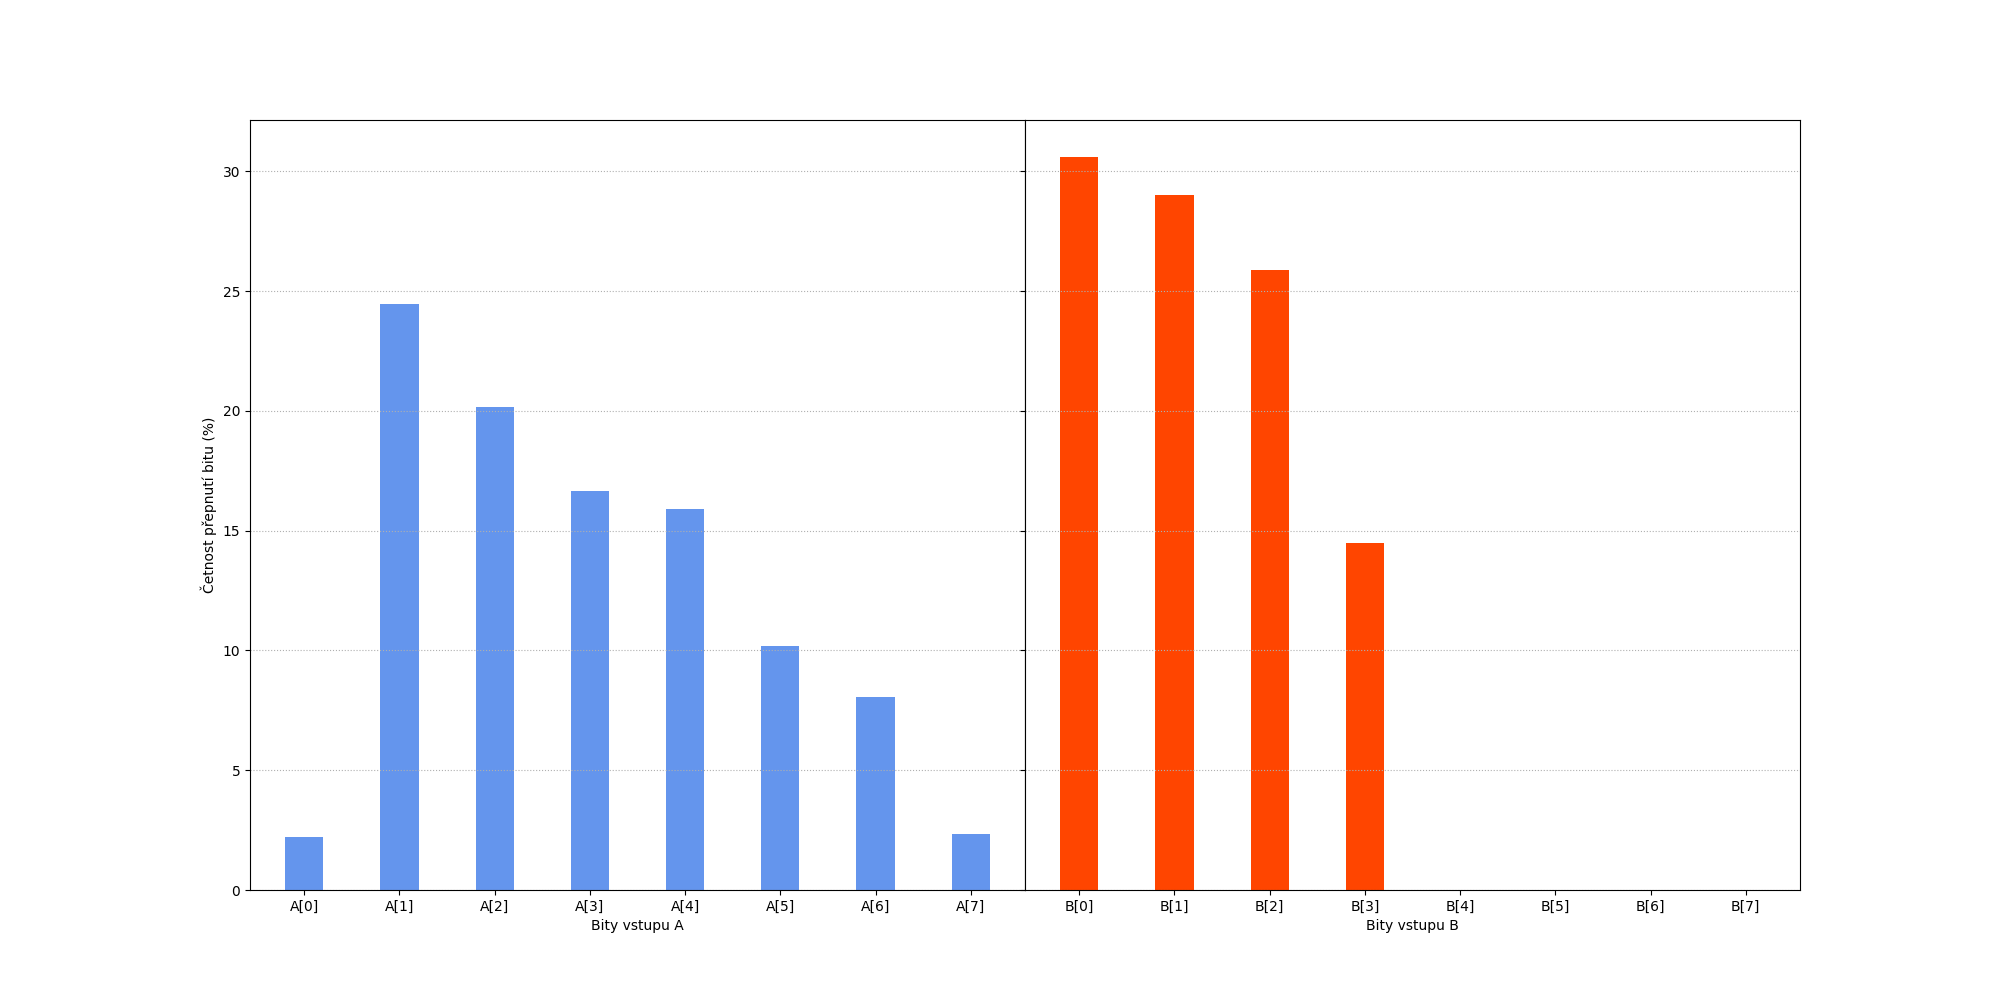 Četnost přepnutí bitu (%)
30
25
20
15
10
5
0
A[0] A[1] A[2] A[3] A[4] A[5] A[6] A[7]
Bity vstupu A
B[0] B[1] B[2] B[3] B[4] B[5] B[6] B[7]
Bity vstupu B